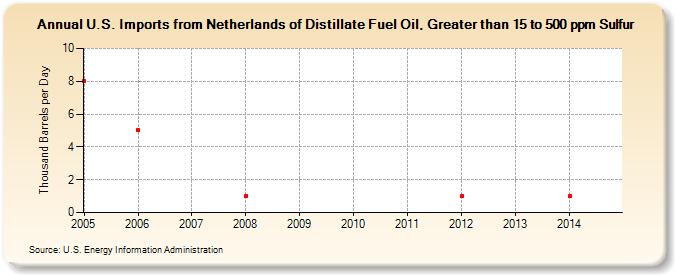 Annual U.S. Imports from Netherlands of Distillate Fuel Oil, Greater than 15 to 500 ppm Sulfur
Thousand Barrels per Day
10
8
6
4
2
0
2005 2006 2007 2008 2009 2010 2011 2012 2013 2014
Source: U.S. Energy Information Administration